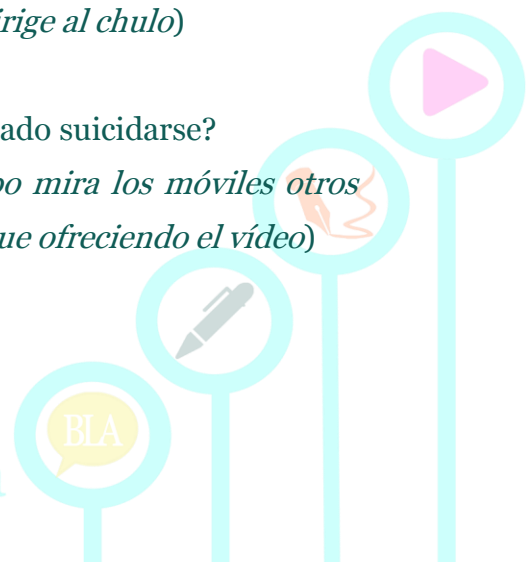 irige al chulo)
ado suicidarse?
po mira los móviles otros
ue ofreciendo el vídeo)
BLA